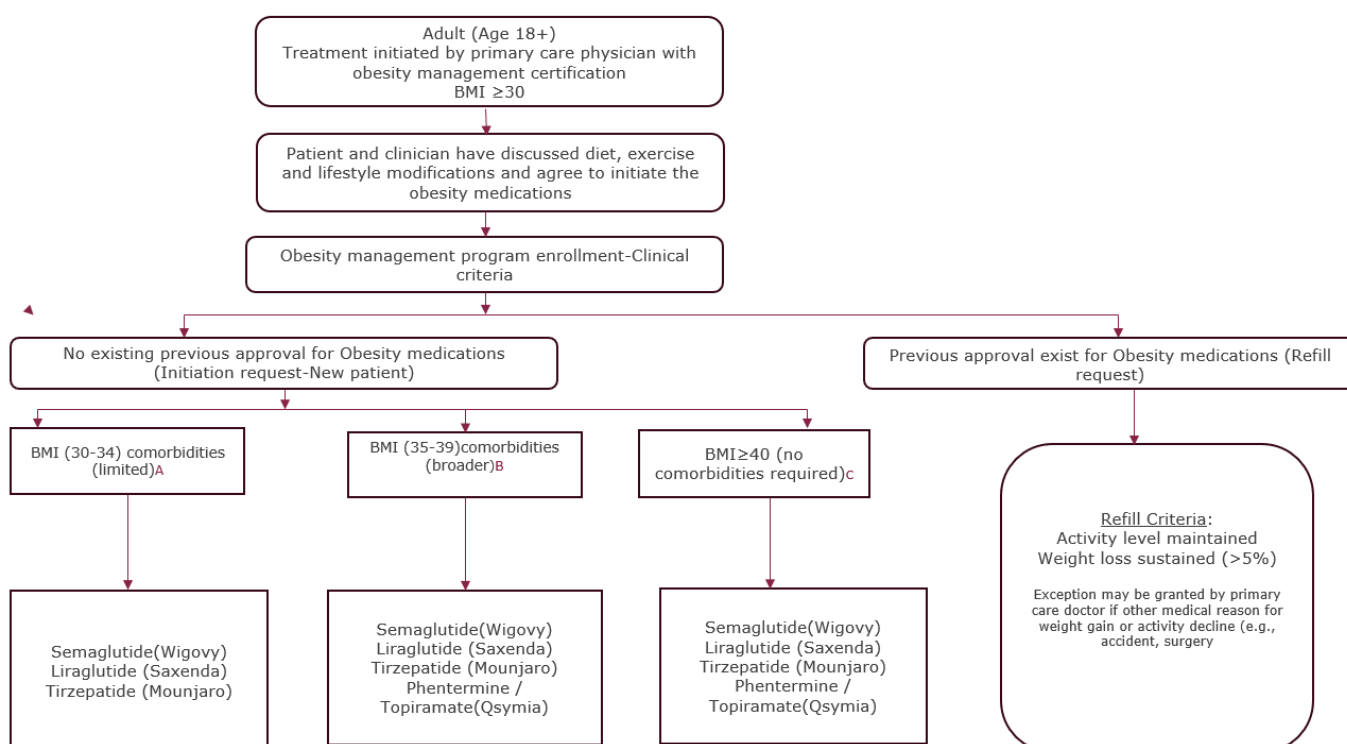 Adult (Age 18+)
Treatment initiated by primary care physician with
obesity management certification
BMI ≥30
Patient and clinician have discussed diet, exercise
and lifestyle modifications and agree to initiate the
obesity medications
Obesity management program enrollment-Clinical
criteria
No existing previous approval for Obesity medications
(Initiation request-New patient)
Previous approval exist for Obesity medications (Refill
request)
BMI (30-34) comorbidities
(limited)A
BMI (35-39)comorbidities
(broader)B
BMI≥40 (no
comorbidities required)C
Semaglutide(Wigovy)
Liraglutide (Saxenda)
Tirzepatide (Mounjaro)
Semaglutide(Wigovy)
Liraglutide (Saxenda)
Tirzepatide (Mounjaro)
Phentermine /
Topiramate(Qsymia)
Semaglutide(Wigovy)
Liraglutide (Saxenda)
Tirzepatide (Mounjaro)
Phentermine /
Topiramate(Qsymia)
Refill Criteria:
Activity level maintained
Weight loss sustained (>5%)
Exception may be granted by primary
care doctor if other medical reason for
weight gain or activity decline (e.g.,
accident, surgery